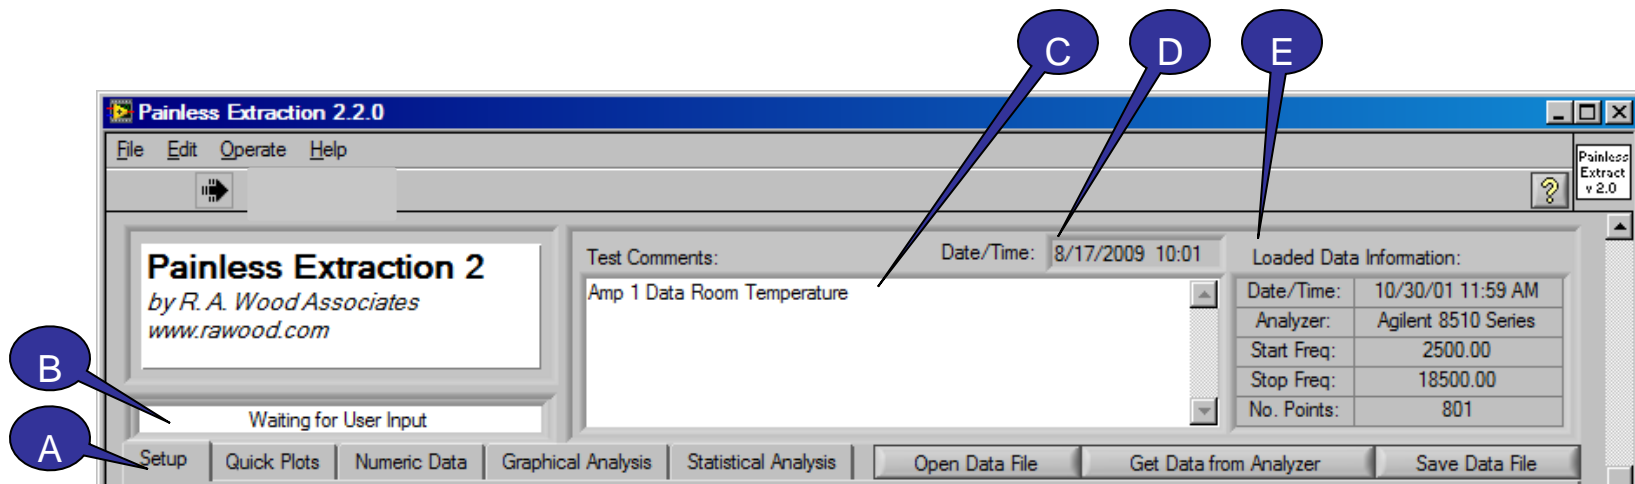 C D E
Painless Extraction 2.2.0
File Edit Operate Help
Painless
Extract
v 2.0
Painless Extraction 2
by R. A. Wood Associates
www.rawood.com
Test Comments:
Date/Time: 8/17/2009 10:01
Amp 1 Data Room Temperature
Loaded Data Information:
Date/Time: 10/30/01 11:59 AM
Analyzer: Agilent 8510 Series
Start Freq: 2500.00
Stop Freq: 18500.00
No. Points: 801
B
Waiting for User Input
A
Setup Quick Plots Numeric Data Graphical Analysis Statistical Analysis Open Data File Get Data from Analyzer Save Data File